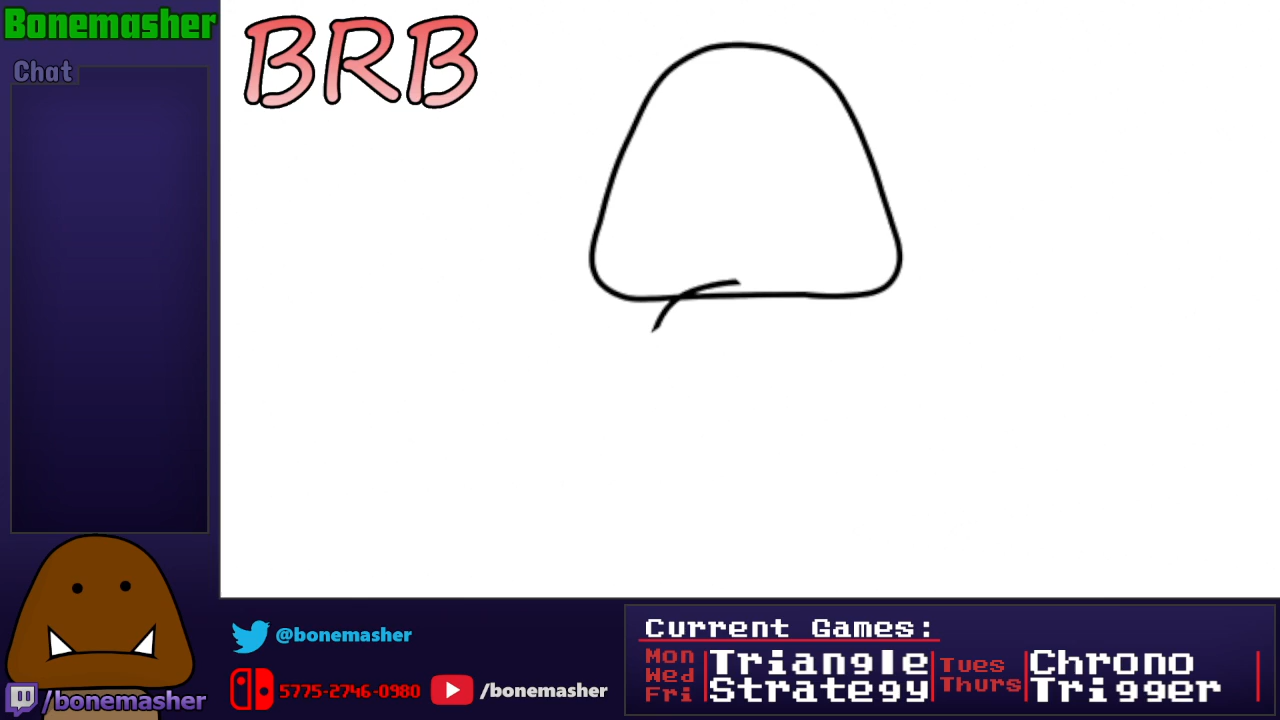 Bonemasher
Chat
BRB
/bonemasher
@bonemasher
5775-2746-0980
/bonemasher
Current Games:
Mon
Wed
Fri
Triangle
Strategy
Tues
Thurs
Chrono
Trigger